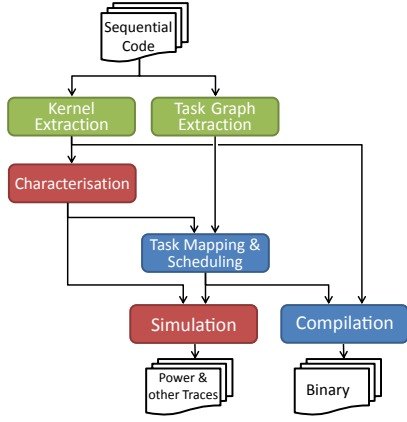 Sequential
Code
Kernel
Extraction
Task Graph
Extraction
Characterisation
Task Mapping &
Scheduling
Simulation
Compilation
Power &
other Traces
Binary